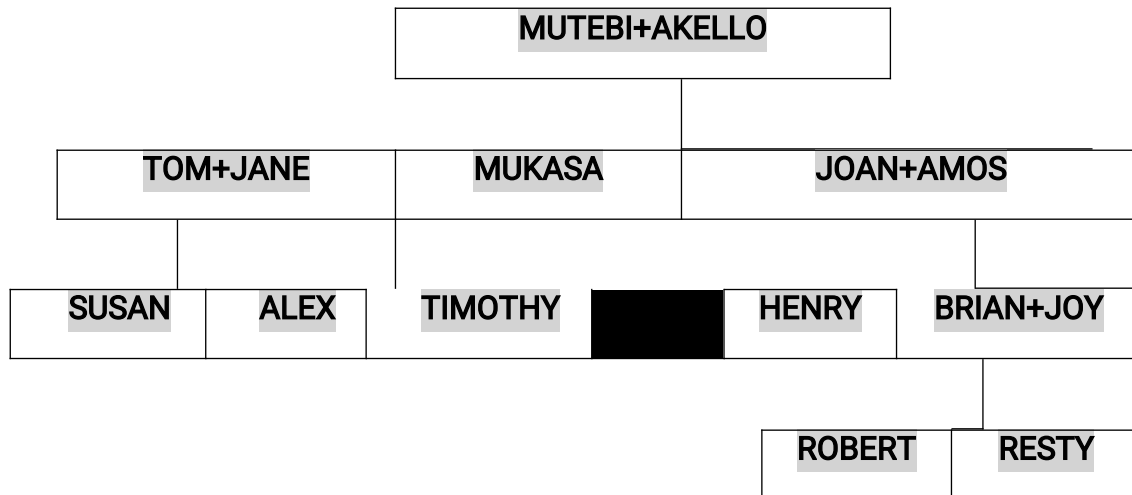 MUTEBI+AKELLO
TOM+JANE MUKASA JOAN+AMOS
SUSAN ALEX TIMOTHY HENRY BRIAN+JOY
ROBERT RESTY